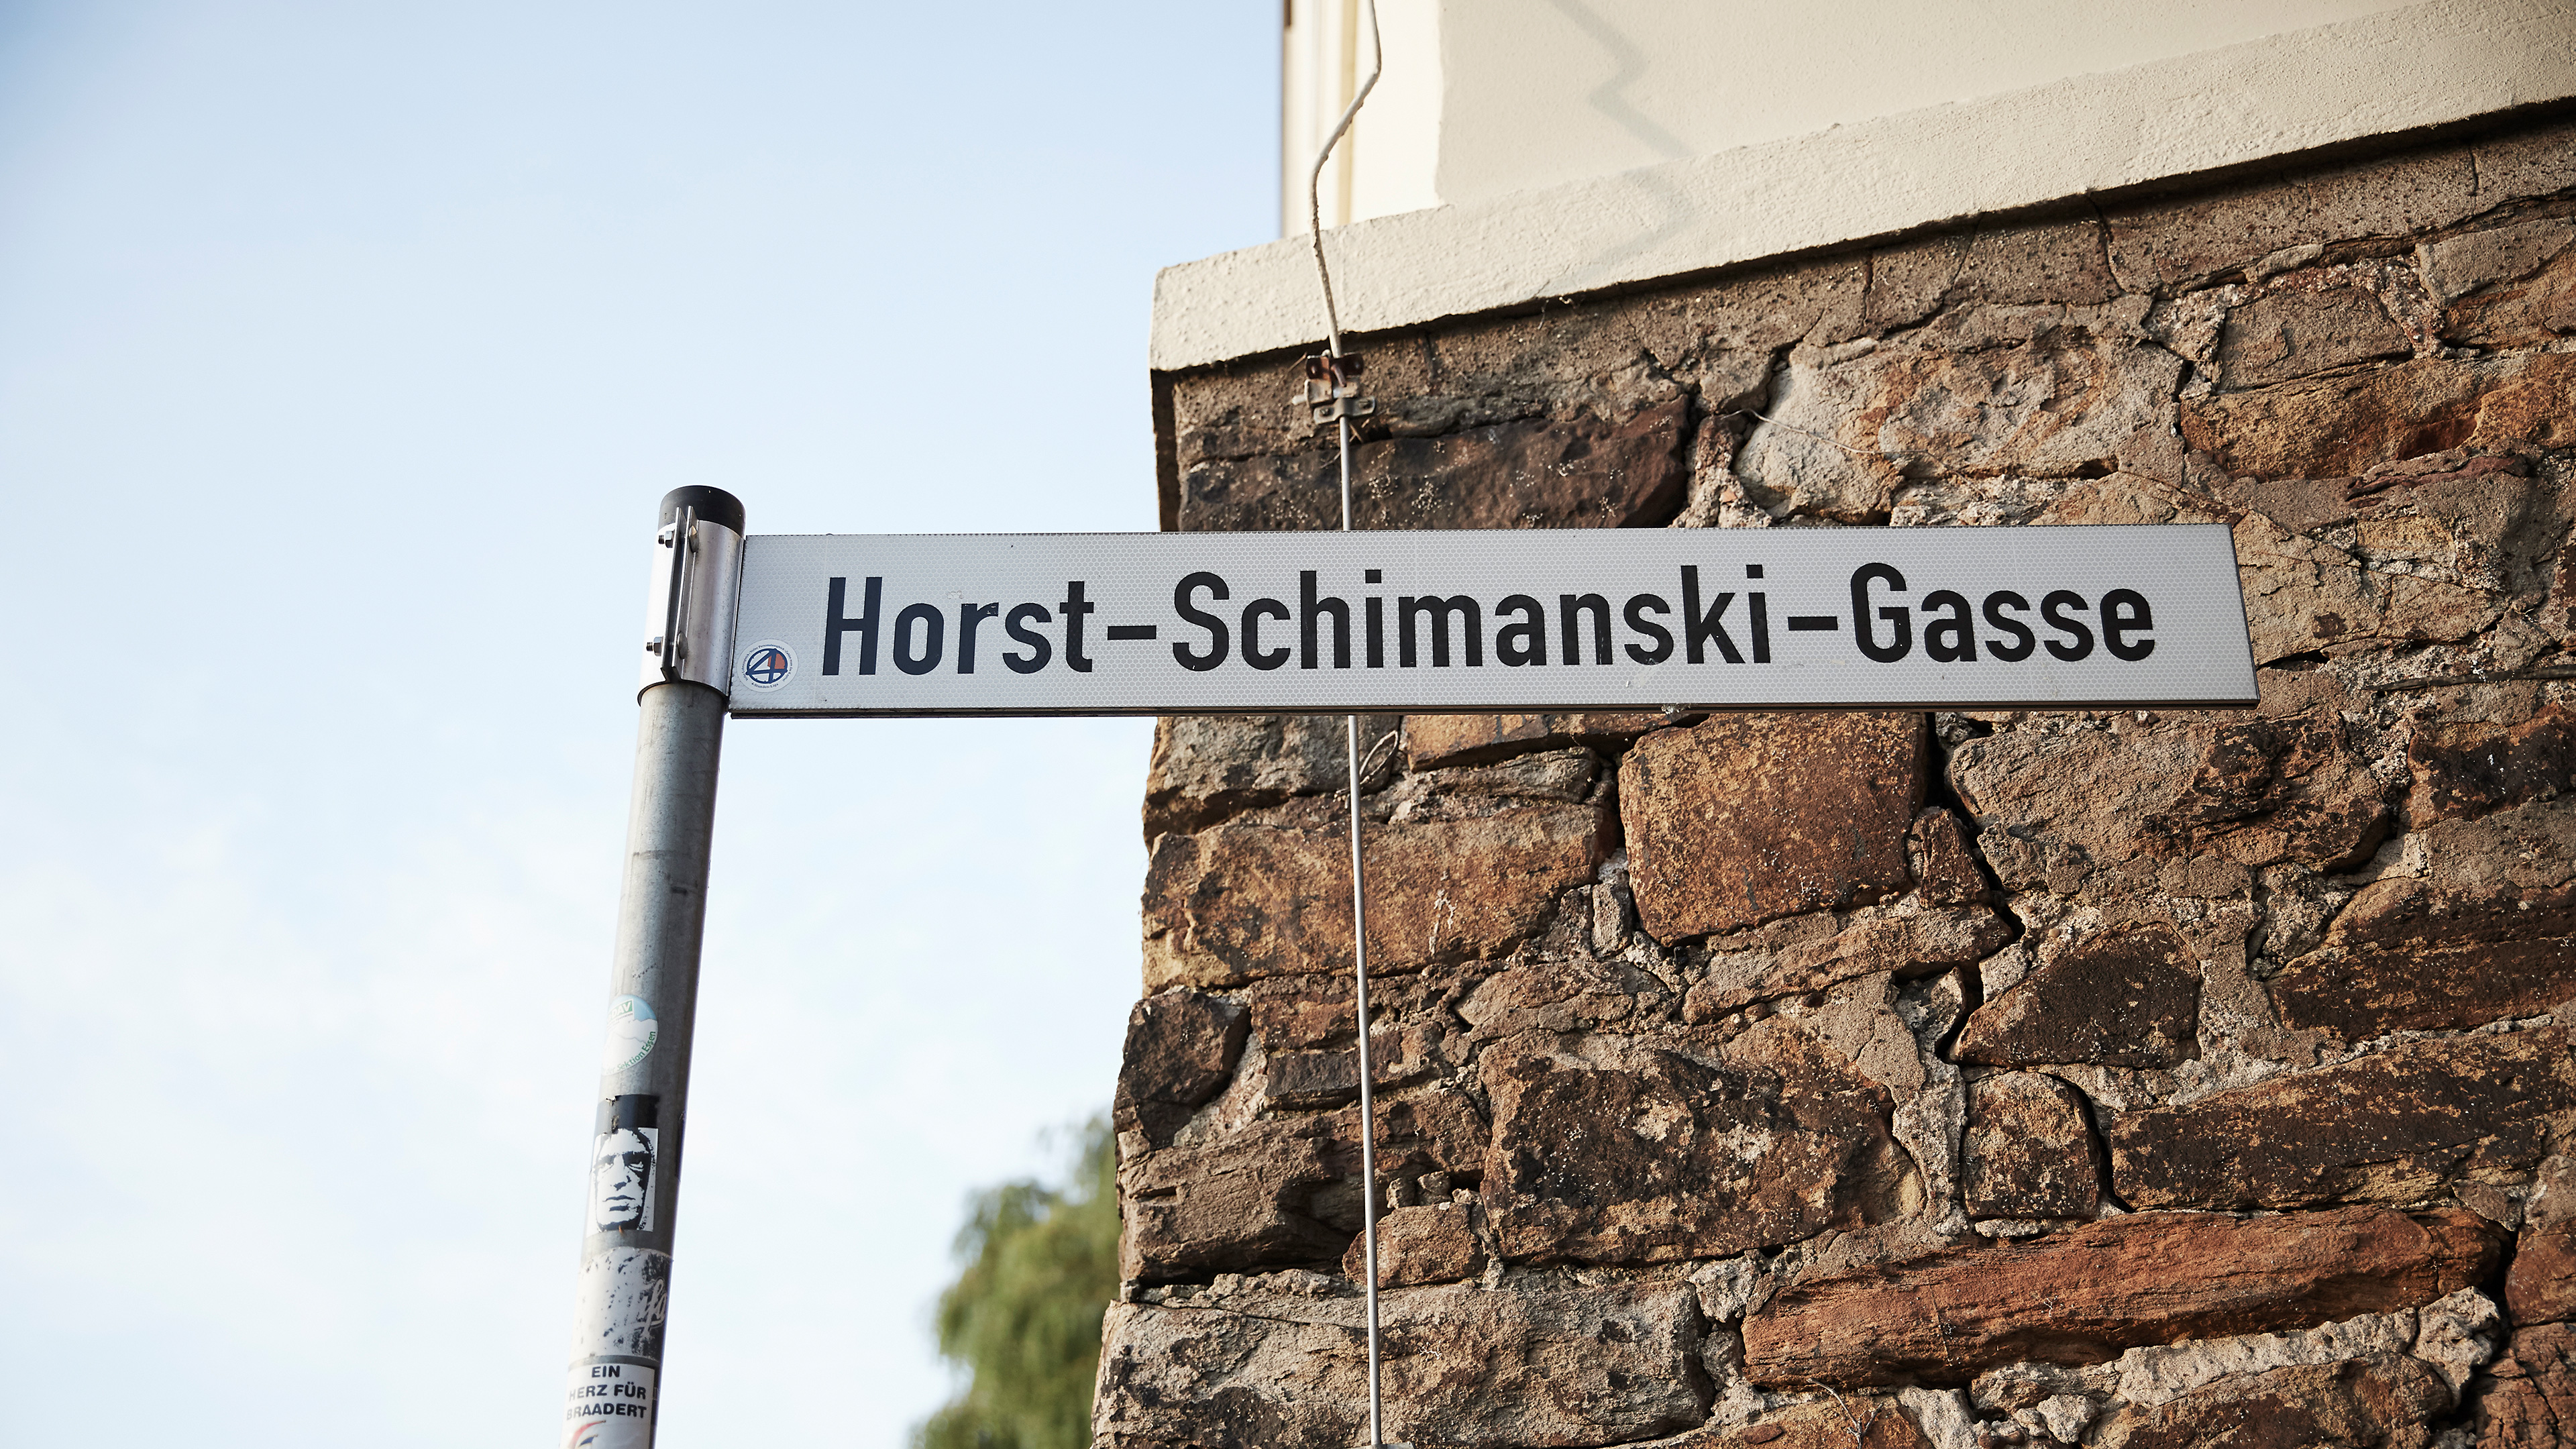 Horst-Schimanski-Gasse
EIN
HERZ FÜR
BRAADERT